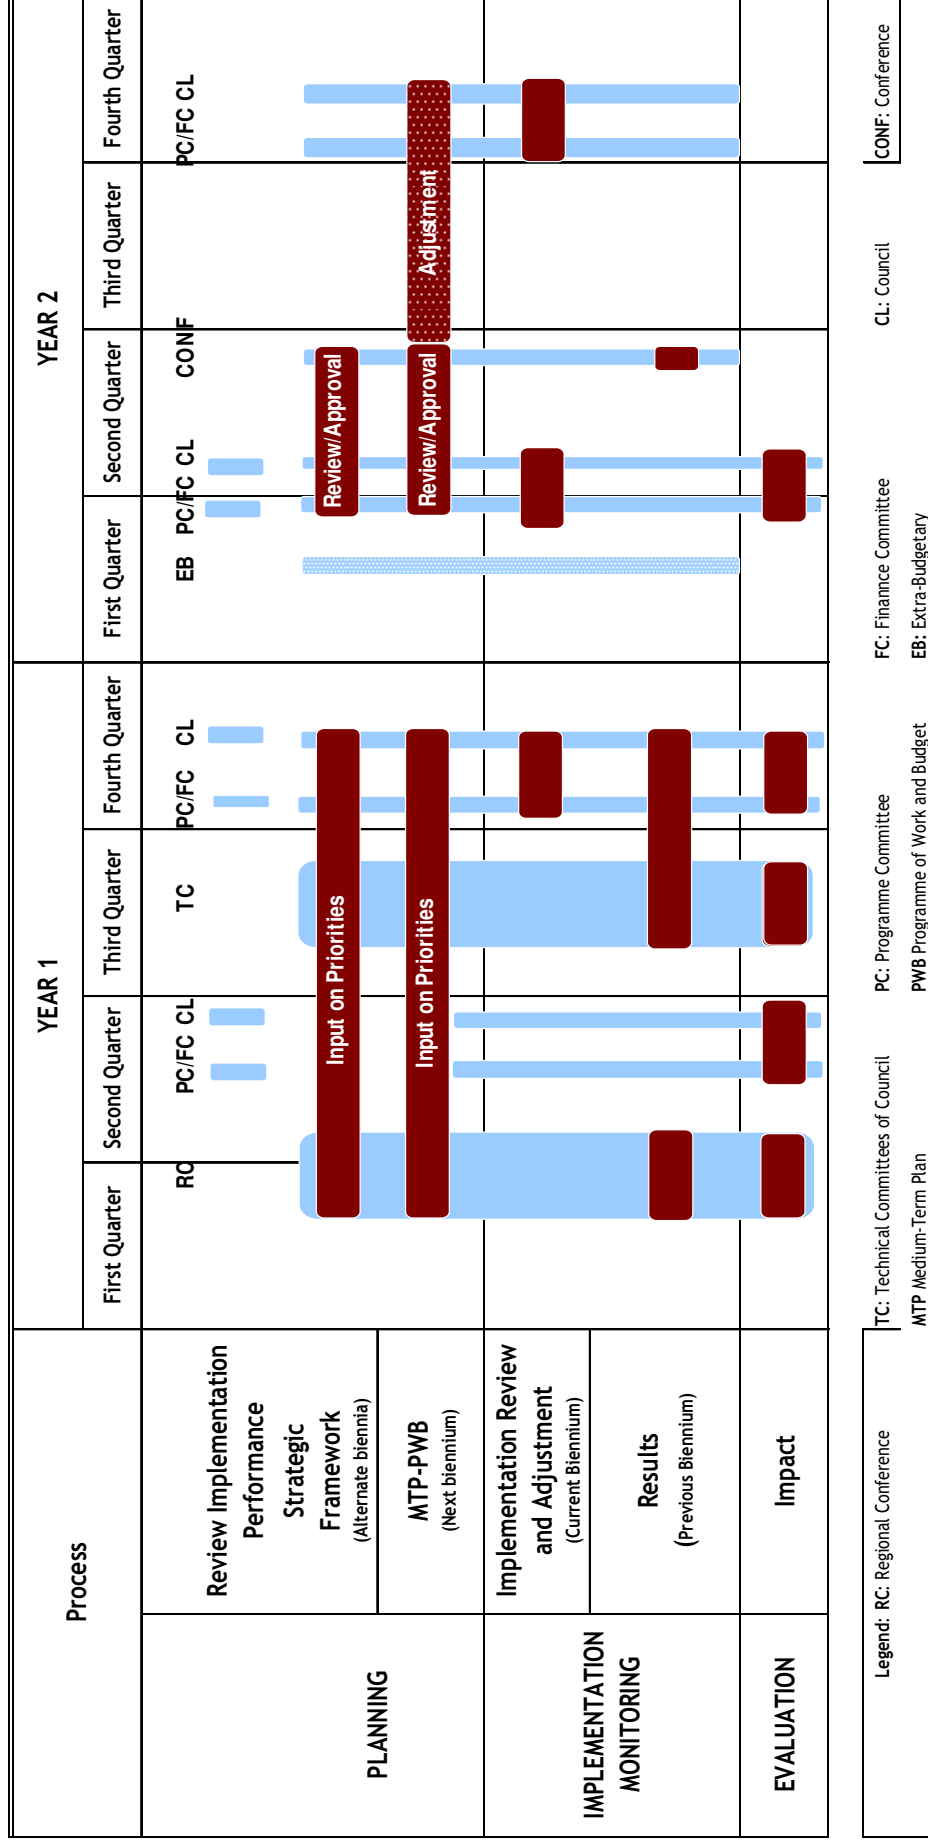 Process
YEAR 1
YEAR 2
First Quarter
Second Quarter
Third Quarter
Fourth Quarter
First Quarter
Second Quarter
Third Quarter
Fourth Quarter
RC
PC/FC CL
TC
PC/FC
CL
EB
PC/FC CL
CONF
PC/FC CL
PLANNING
Review Implementation
Performance
Strategic
Framework
(Alternate biennia)
Input on Priorities
Review/Approval
MTP-PWB
(Next biennium)
Input on Priorities
Review/Approval
Adjustment
IMPLEMENTATION
MONITORING
Implementation Review
and Adjustment
(Current Biennium)
Results
(Previous Biennium)
EVALUATION
Impact
Legend: RC: Regional Conference
TC: Technical Committees of Council
PC: Programme Committee
FC: Finannce Committee
CL: Council
CONF: Conference
MTP Medium-Term Plan
PWB Programme of Work and Budget
EB: Extra-Budgetary